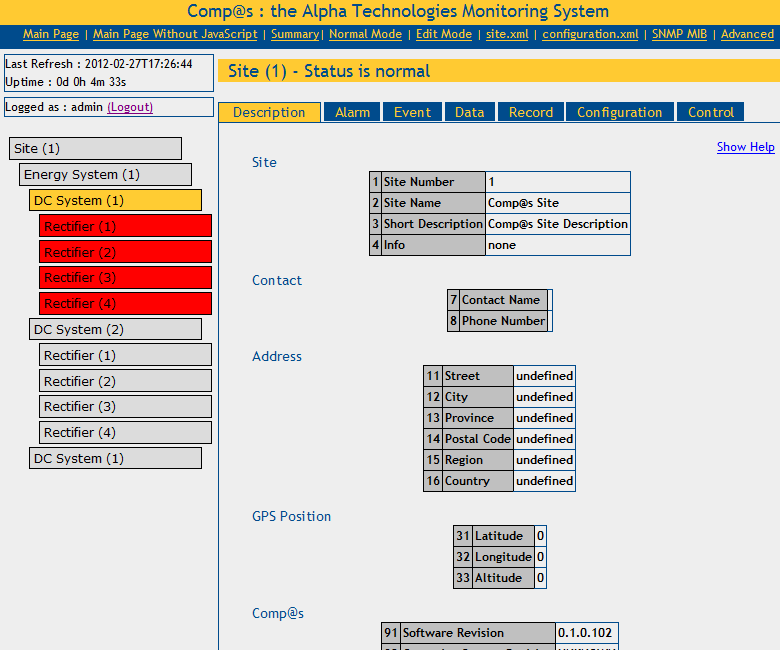 Comp@s : the Alpha Technologies Monitoring System
Main Page | Main Page Without JavaScript | Summary | Normal Mode | Edit Mode | site.xml | configuration.xml | SNMP MIB | Advanced
Last Refresh : 2012-02-27T17:26:44
Uptime : 0d 0h 4m 33s
Logged as : admin (Logout)
Site (1)
Energy System (1)
DC System (1)
Rectifier (1)
Rectifier (2)
Rectifier (3)
Rectifier (4)
DC System (2)
Rectifier (1)
Rectifier (2)
Rectifier (3)
Rectifier (4)
DC System (1)
Site (1) - Status is normal
Description Alarm Event Data Record Configuration Control
Show Help
Site
1 Site Number 1
2 Site Name Comp@s Site
3 Short Description Comp@s Site Description
4 Info none
Contact
7 Contact Name
8 Phone Number
Address
11 Street undefined
12 City undefined
13 Province undefined
14 Postal Code undefined
15 Region undefined
16 Country undefined
GPS Position
31 Latitude 0
32 Longitude 0
33 Altitude 0
Comp@s
91 Software Revision 0.1.0.102